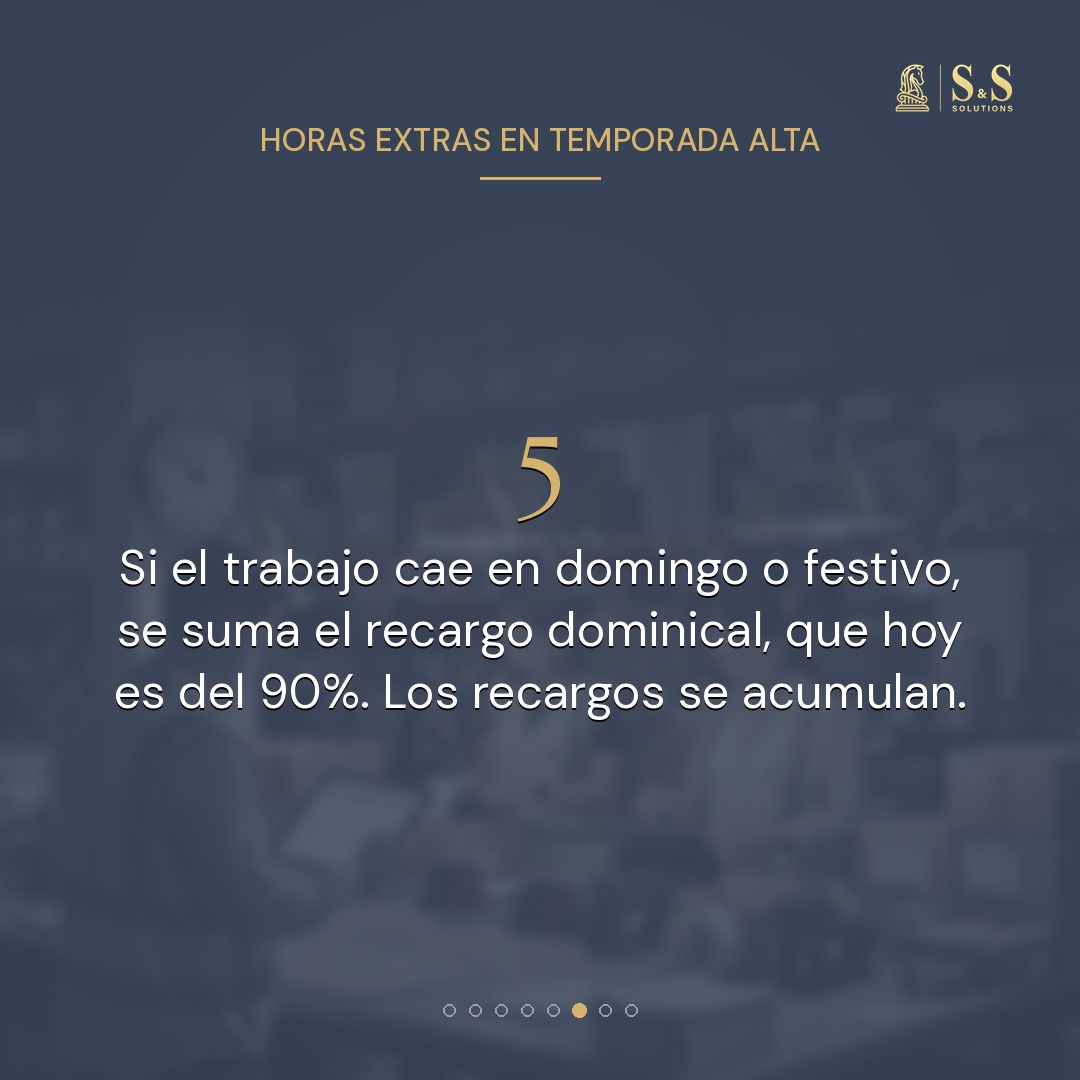 S&S
SOLUTIONS
HORAS EXTRAS EN TEMPORADA ALTA
5
Si el trabajo cae en domingo o festivo,
se suma el recargo dominical, que hoy
es del 90%. Los recargos se acumulan.